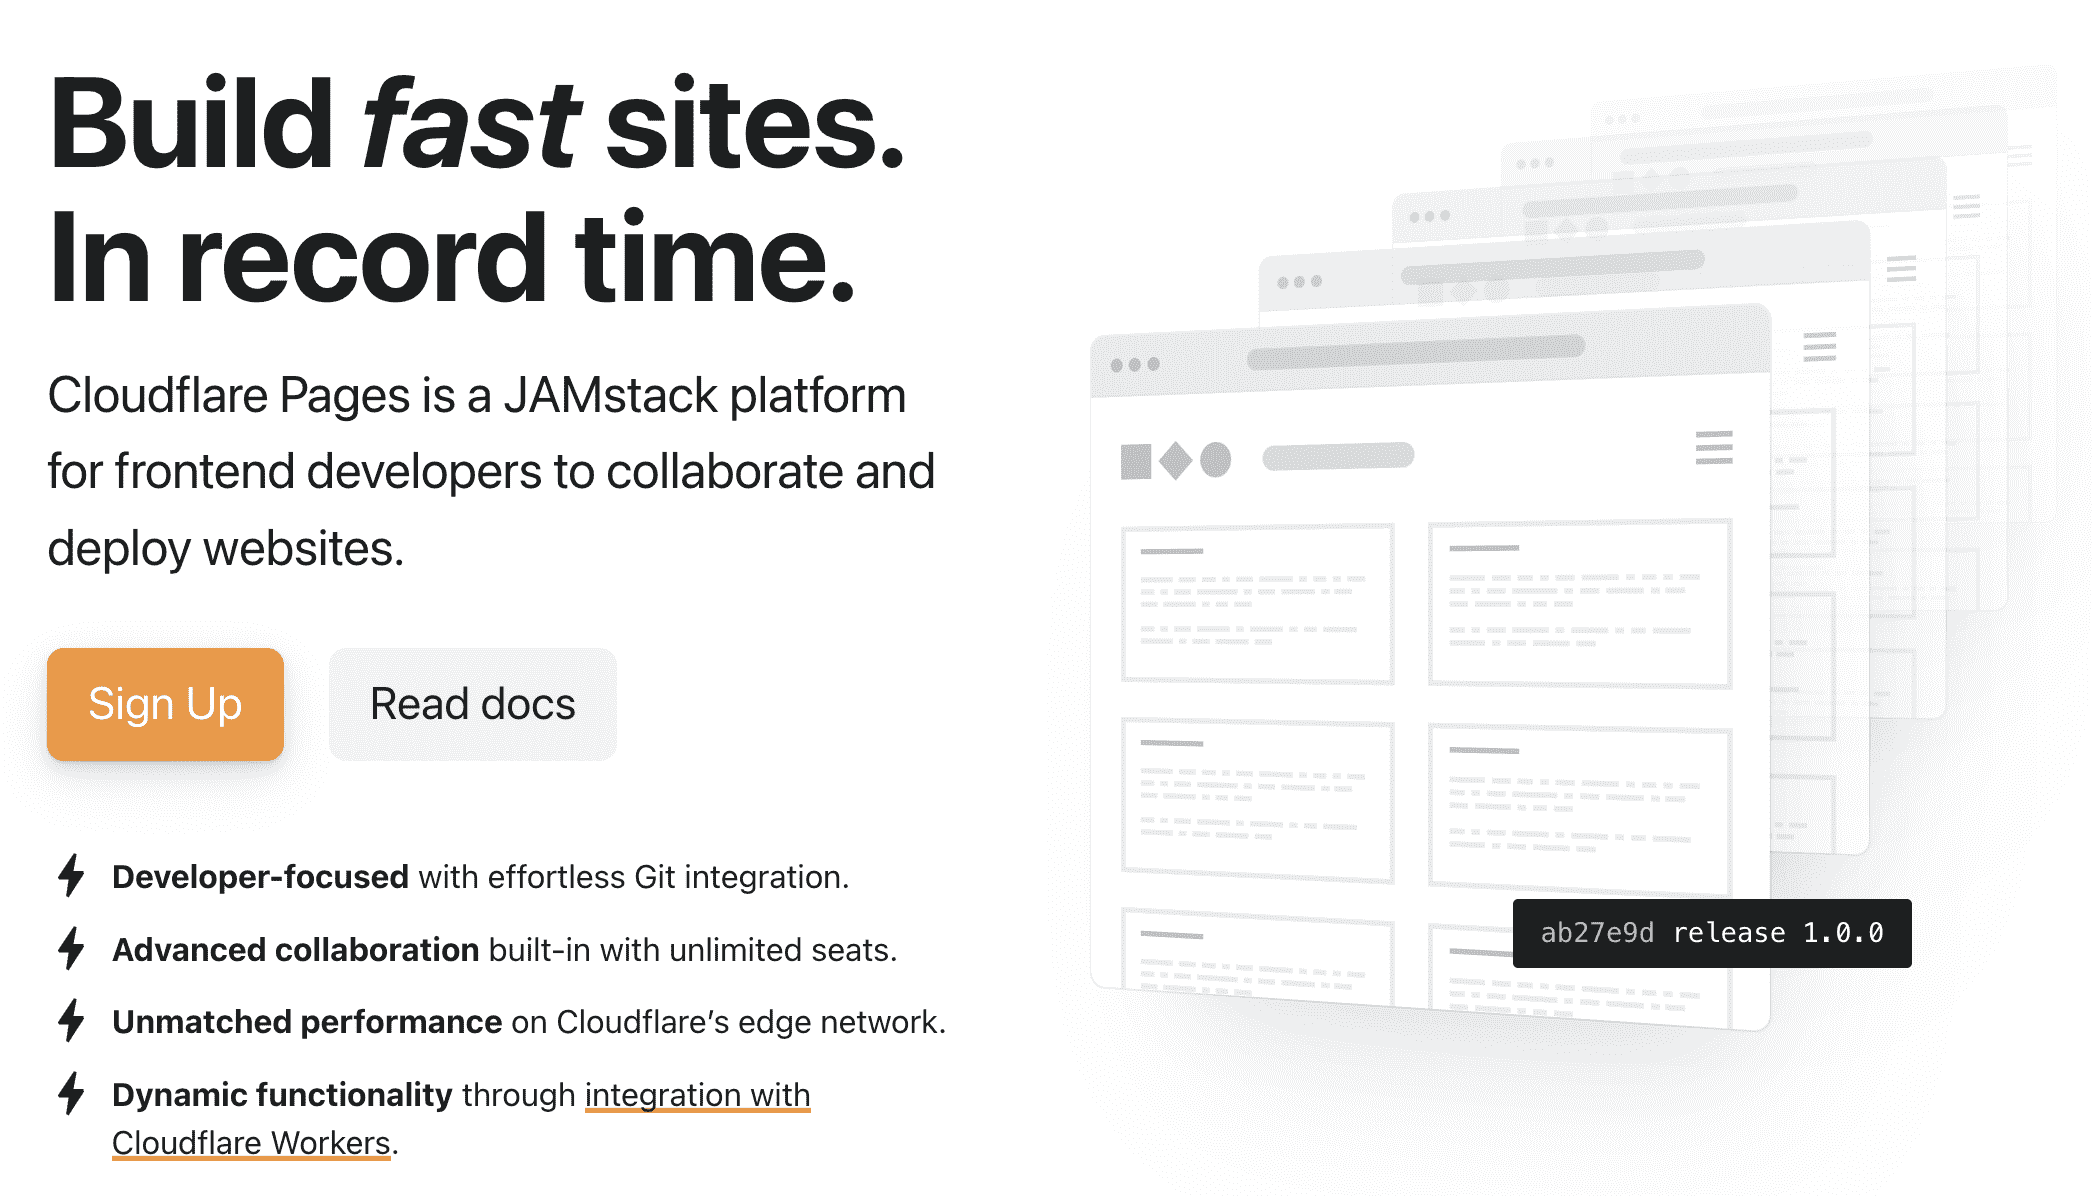 Build fast sites.
In record time.
Cloudflare Pages is a JAMstack platform
for frontend developers to collaborate and
deploy websites.
Sign Up
Read docs
Developer-focused with effortless Git integration.
Advanced collaboration built-in with unlimited seats.
Unmatched performance on Cloudflare’s edge network.
Dynamic functionality through integration with
Cloudflare Workers.
ab27e9d release 1.0.0